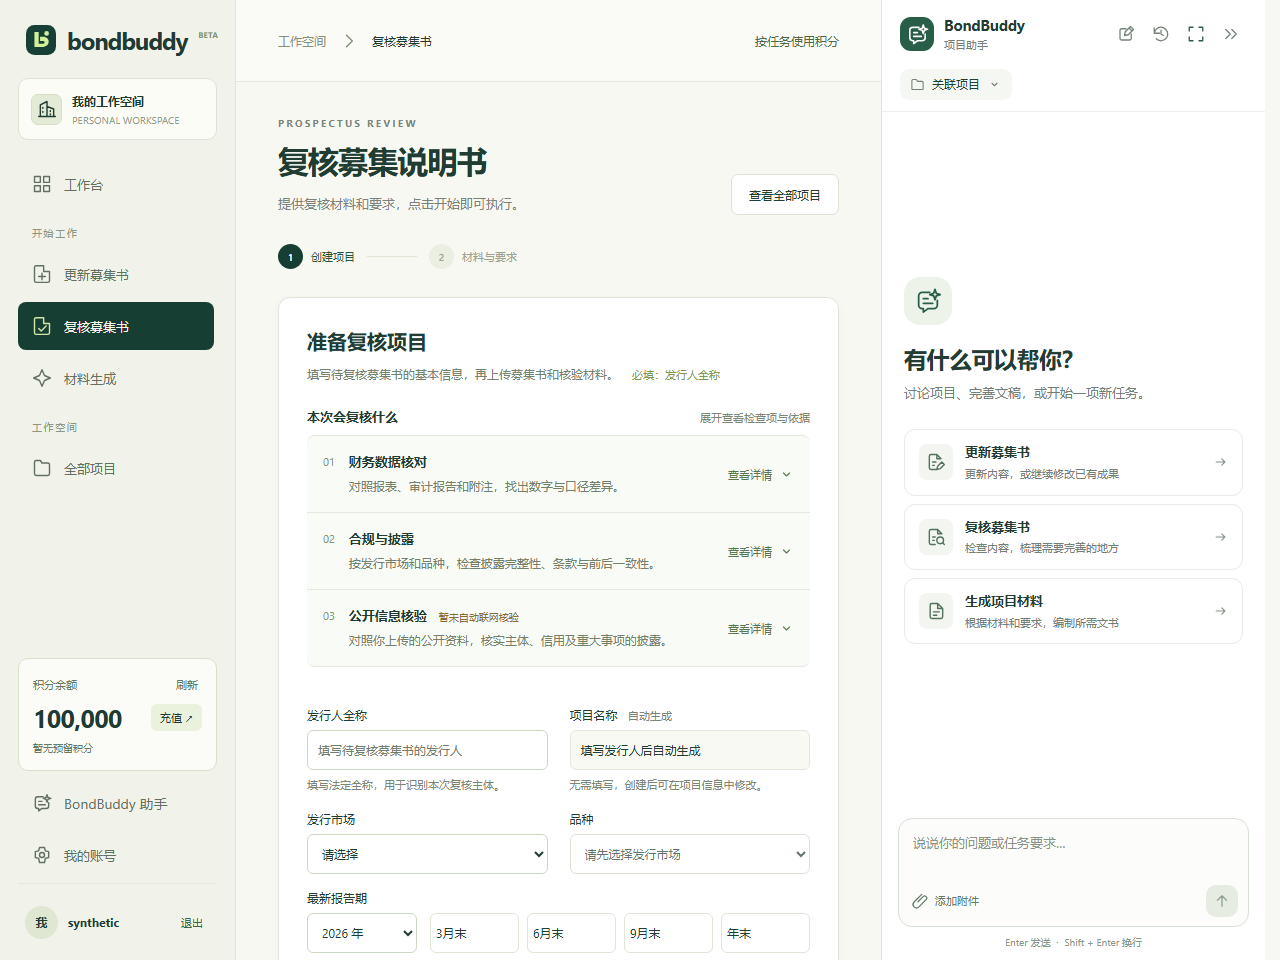 bondbuddy BETA
我的工作空间
PERSONAL WORKSPACE
工作台
开始工作
更新募集书
复核募集书
材料生成
工作空间
全部项目
积分余额 刷新
100,000 充值 ↗
暂无预留积分
BondBuddy 助手
我的账号
我 synthetic 退出
工作空间 > 复核募集书 按任务使用积分
PROSPECTUS REVIEW
复核募集说明书
提供复核材料和要求，点击开始即可执行。
查看全部项目
1 创建项目 2 材料与要求
准备复核项目
填写待复核募集书的基本信息，再上传募集书和核验材料。 必填：发行人全称
本次会复核什么 展开查看检查项与依据
01 财务数据核对
对照报表、审计报告和附注，找出数字与口径差异。
查看详情
02 合规与披露
按发行市场和品种，检查披露完整性、条款与前后一致性。
查看详情
03 公开信息核验 暂未自动联网核验
对照你上传的公开资料，核实主体、信用及重大事项的披露。
查看详情
发行人全称 项目名称 自动生成
填写待复核募集书的发行人 填写发行人后自动生成
填写法定全称，用于识别本次复核主体。 无需填写，创建后可在项目信息中修改。
发行市场 品种
请选择 请先选择发行市场
最新报告期
2026 年 3月末 6月末 9月末 年末
BondBuddy
项目助手
关联项目
有什么可以帮你？
讨论项目、完善文稿，或开始一项新任务。
更新募集书
更新内容，或继续修改已有成果
复核募集书
检查内容，梳理需要完善的地方
生成项目材料
根据材料和要求，编制所需文书
说说你的问题或任务要求...
添加附件
Enter 发送 · Shift + Enter 换行